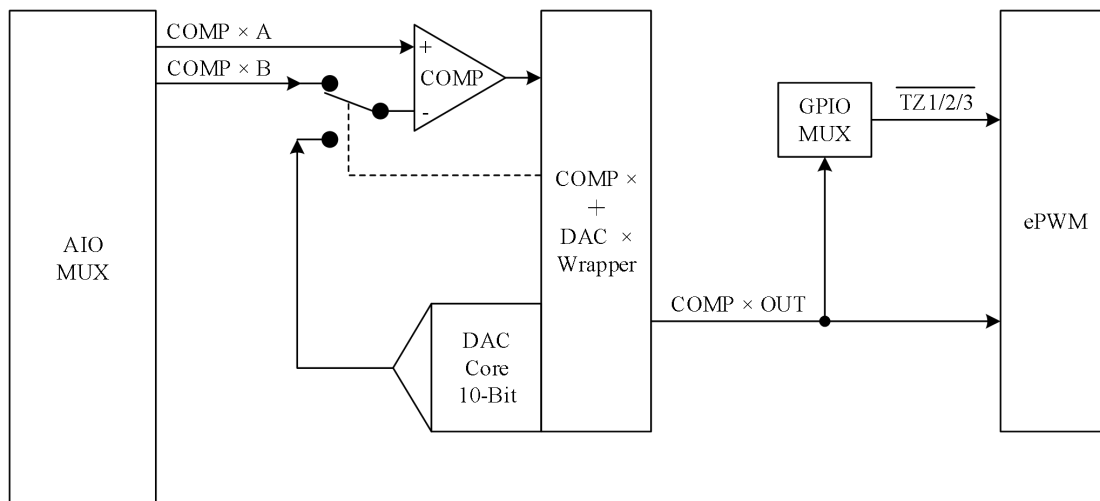 COMP × A
COMP × B
+
COMP
-
AIO
MUX
COMP ×
+
DAC ×
Wrapper
DAC
Core
10-Bit
COMP × OUT
GPIO
MUX
TZ1/2/3
ePWM